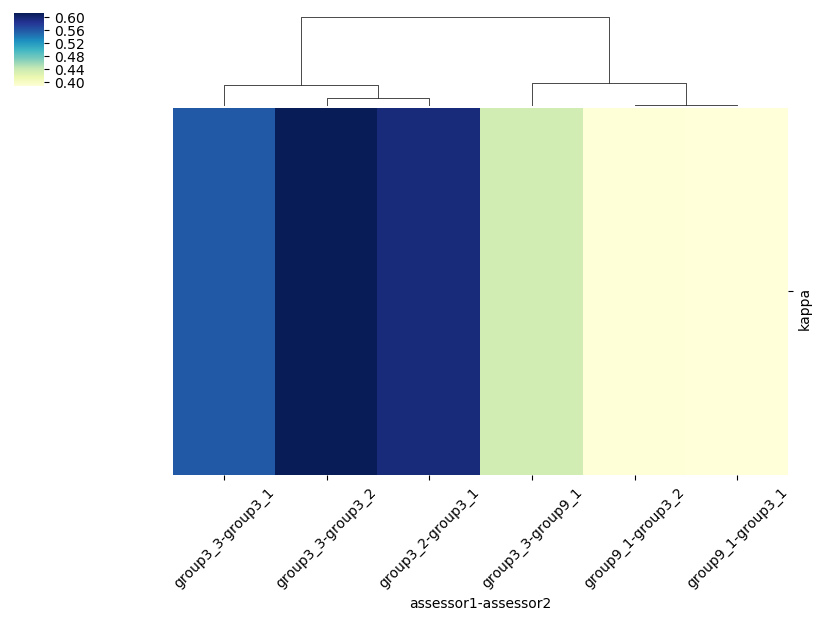 0.60
0.56
0.52
0.48
0.44
0.40
kappa
group3_3-group3_1
group3_3-group3_2
group3_2-group3_1
group3_3-group9_1
group9_1-group3_2
group9_1-group3_1
assessor1-assessor2